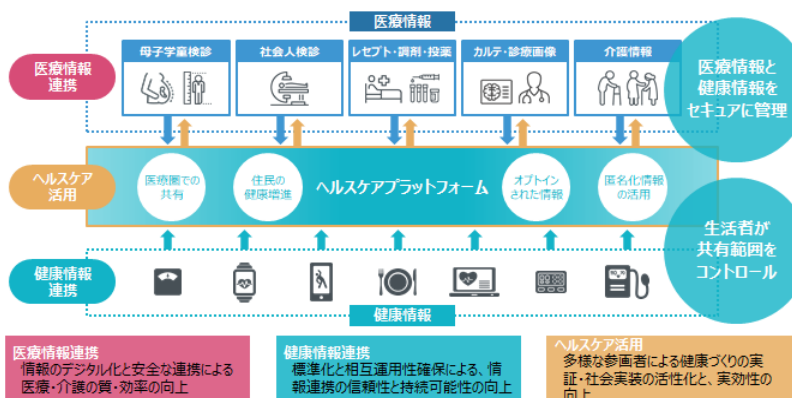 医療情報
母子学童検診
社会人検診
レセプト・調剤・投薬
カルテ・診療画像
介護情報
医療情報
連携
医療情報と
健康情報を
セキュアに管理
ヘルスケア
活用
医療圏での
共有
住民の
健康増進
ヘルスケアプラットフォーム
オプトイン
された情報
匿名化情報
の活用
生活者が
共有範囲を
コントロール
健康情報
連携
健康情報
医療情報連携
情報のデジタル化と安全な連携による
医療・介護の質・効率の向上
健康情報連携
標準化と相互運用性確保による、情
報連携の信頼性と持続可能性の向上
ヘルスケア活用
多様な参画者による健康づくりの実
証・社会実装の活性化と、実効性の
向上